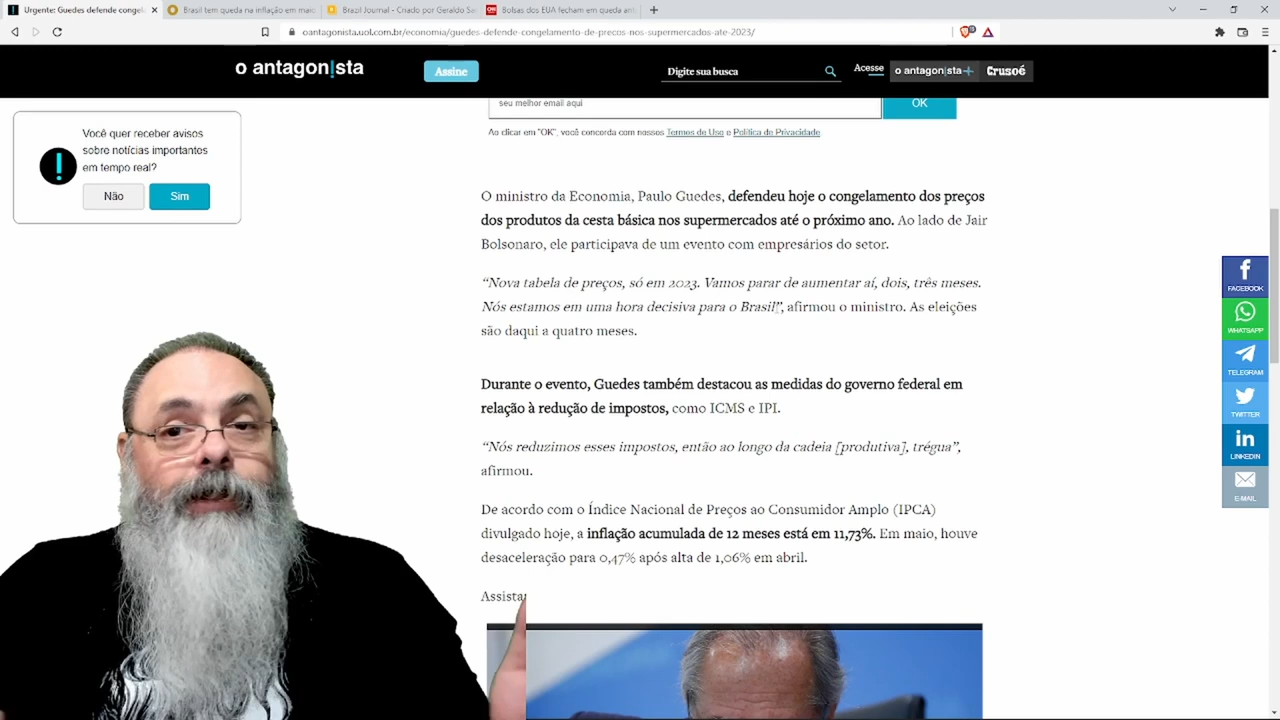 Urgente: Guedes defende congel
Brasil tem queda na inflação em maio
Brazil Journal - Criado por Geraldo Sa
Bolsas dos EUA fecham em queda ant
oantagonista.uol.com.br/economia/guedes-defende-congelamento-de-precos-nos-supermercados-ate-2023/
o antagon!sta
Assine
Digite sua busca
Acesse
o antagon!sta+
Crusoé
Você quer receber avisos
sobre notícias importantes
em tempo real?
Não
Sim
seu melhor email aqui
OK
Ao clicar em "OK", você concorda com nossos Termos de Uso e Política de Privacidade
O ministro da Economia, Paulo Guedes, defendeu hoje o congelamento dos preços
dos produtos da cesta básica nos supermercados até o próximo ano. Ao lado de Jair
Bolsonaro, ele participava de um evento com empresários do setor.
“Nova tabela de preços, só em 2023. Vamos parar de aumentar aí, dois, três meses.
Nós estamos em uma hora decisiva para o Brasil”, afirmou o ministro. As eleições
são daqui a quatro meses.
Durante o evento, Guedes também destacou as medidas do governo federal em
relação à redução de impostos, como ICMS e IPI.
“Nós reduzimos esses impostos, então ao longo da cadeia [produtiva], trégua”,
afirmou.
De acordo com o Índice Nacional de Preços ao Consumidor Amplo (IPCA)
divulgado hoje, a inflação acumulada de 12 meses está em 11,73%. Em maio, houve
desaceleração para 0,47% após alta de 1,06% em abril.
Assista
FACEBOOK
WHATSAPP
TELEGRAM
TWITTER
LINKEDIN
E-MAIL